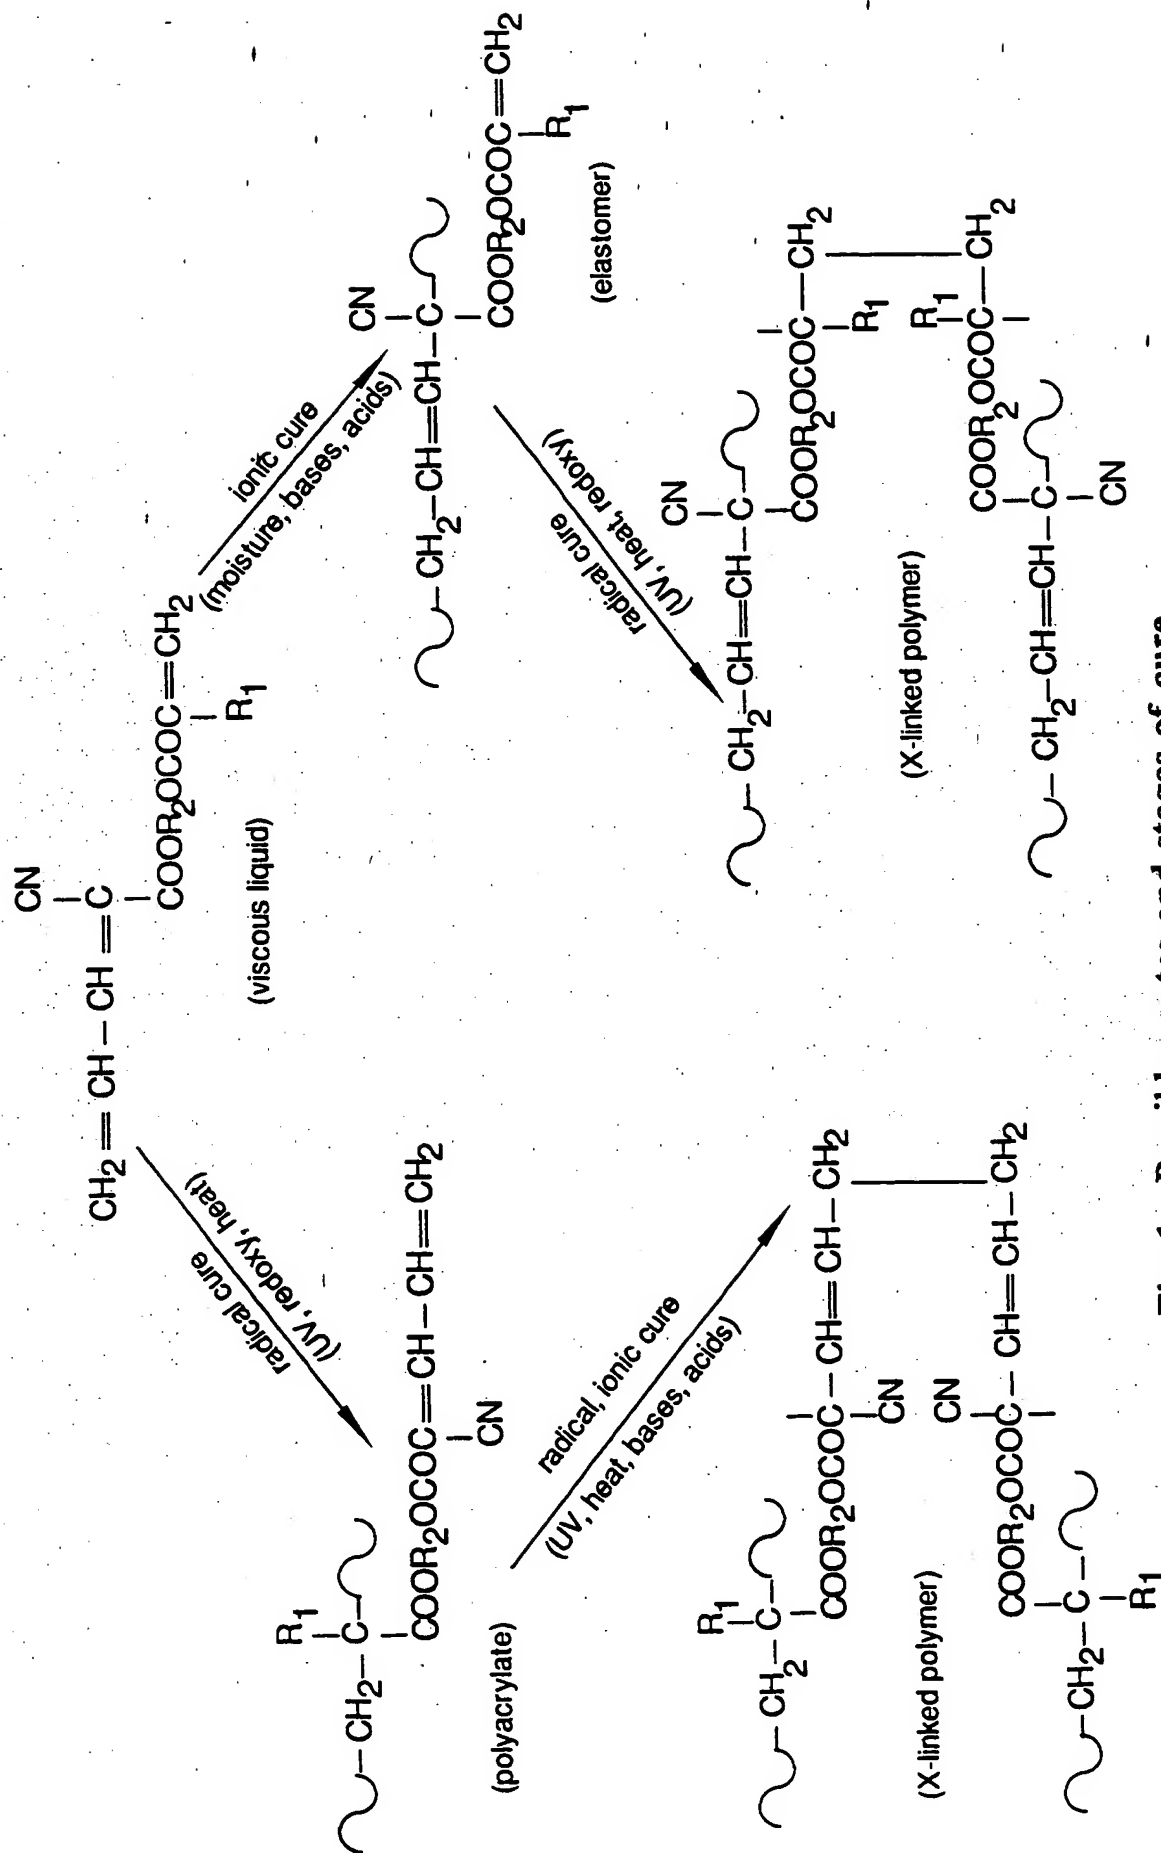 CH2=CH-CH=C
CN
COOR2OCOC=CH2
R1
(viscous liquid)
radical cure
(UV, redoxy, heat)
ionic cure
(moisture, bases, acids)
R1
-CH2-C-
COOR2OCOC=CH-CH=CH2
CN
(polyacrylate)
CN
-CH2-CH=CH-C-
COOR2OCOC=CH2
R1
(elastomer)
radical, ionic cure
(UV, heat, bases, acids)
radical cure
(UV, heat, redoxy)
R1
-CH2-C-
COOR2OCOC-CH=CH-CH2
CN
CN
COOR2OCOC-CH=CH-CH2
-CH2-C-
R1
(X-linked polymer)
CN
CH2-CH=CH-C-
COOR2OCOC-CH2
R1
R1
COOR2OCOC-CH2
-CH2-CH=CH-C-
CN
(X-linked polymer)
and stages of cure